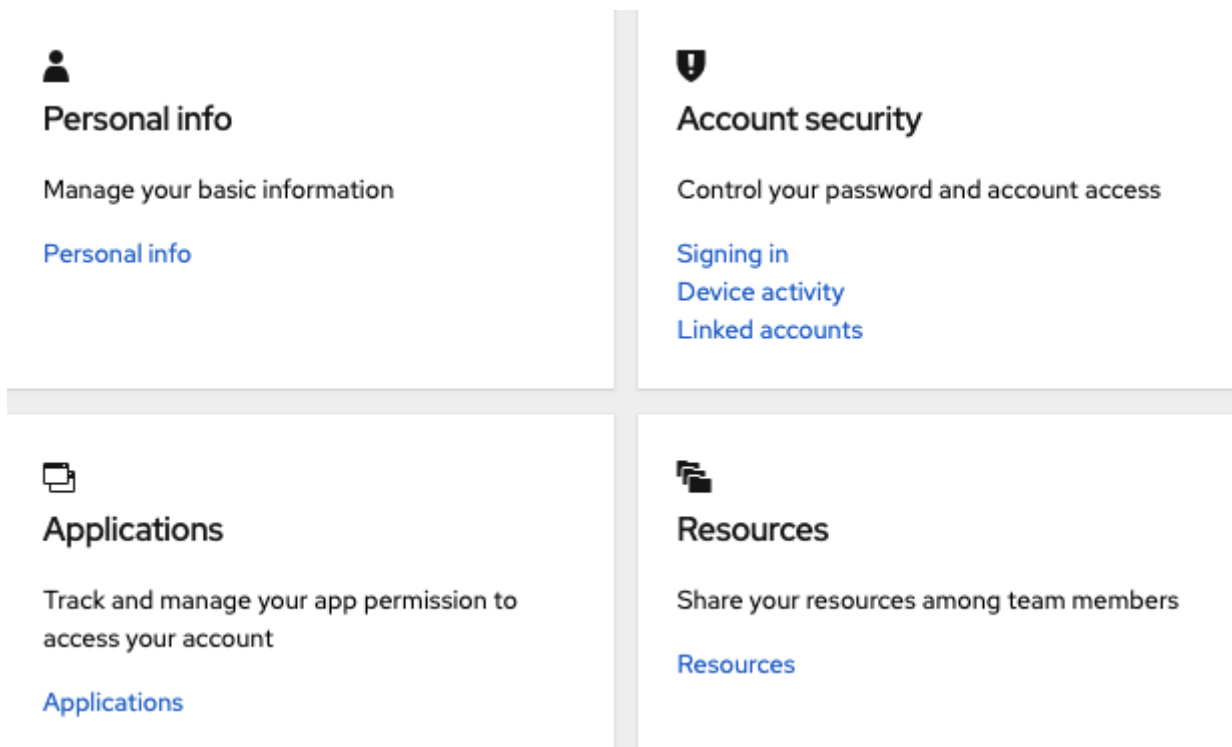 Personal info
Manage your basic information
Personal info
Account security
Control your password and account access
Signing in
Device activity
Linked accounts
Applications
Track and manage your app permission to
access your account
Applications
Resources
Share your resources among team members
Resources